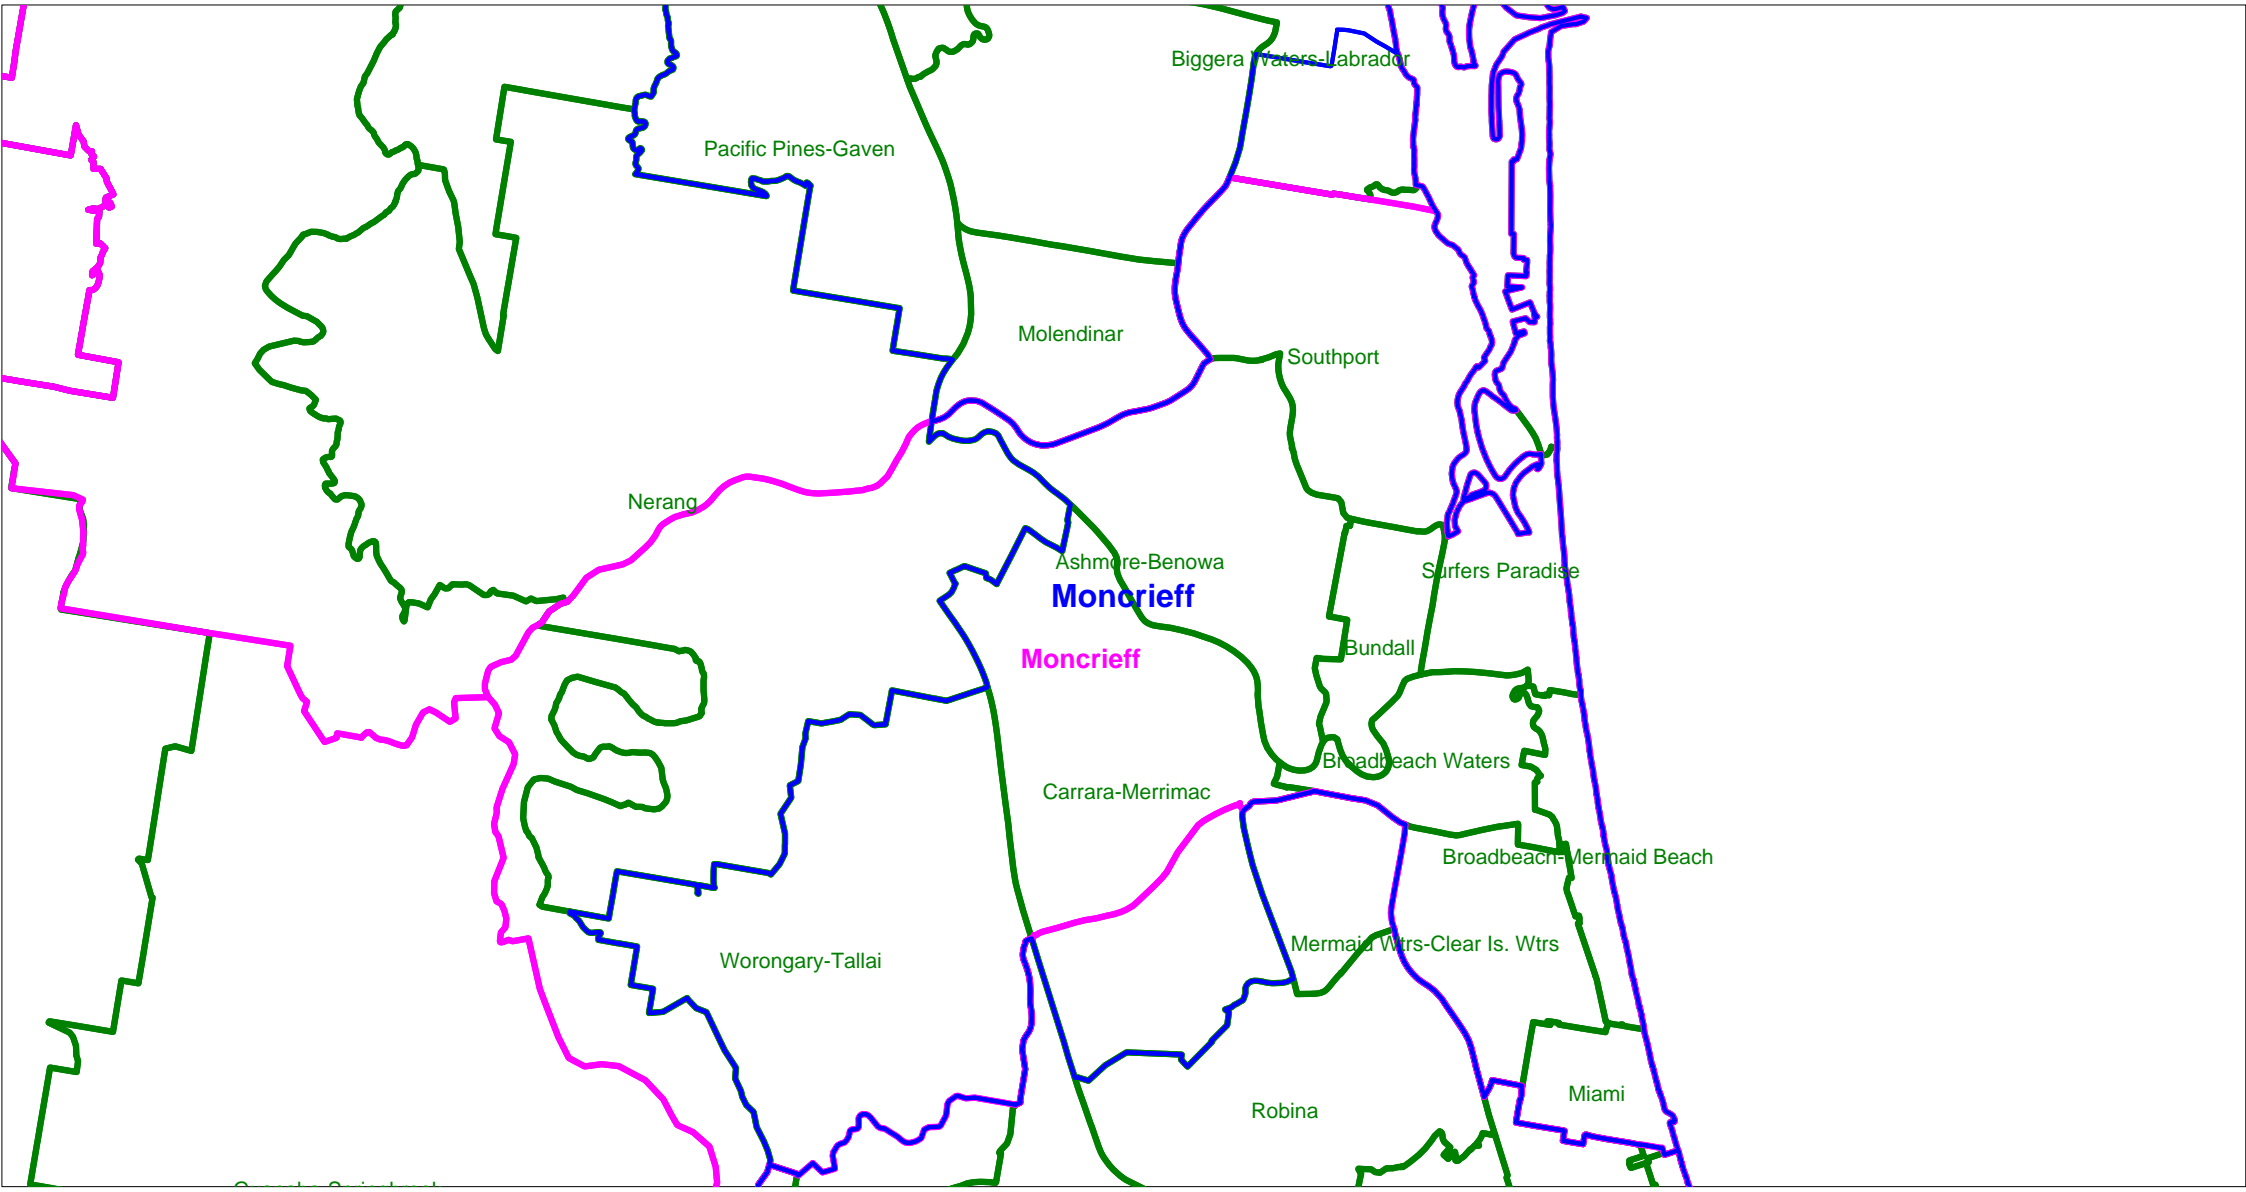 Biggera Waters-Labrador
Pacific Pines-Gaven
Molendinar
Southport
Nerang
Ashmore-Benowa
Surfers Paradise
Moncrieff
Bundall
Moncrieff
Broadbeach Waters
Carrara-Merrimac
Broadbeach-Mermaid Beach
Mermaid Wtrs-Clear Is. Wtrs
Worongary-Tallai
Miami
Robina